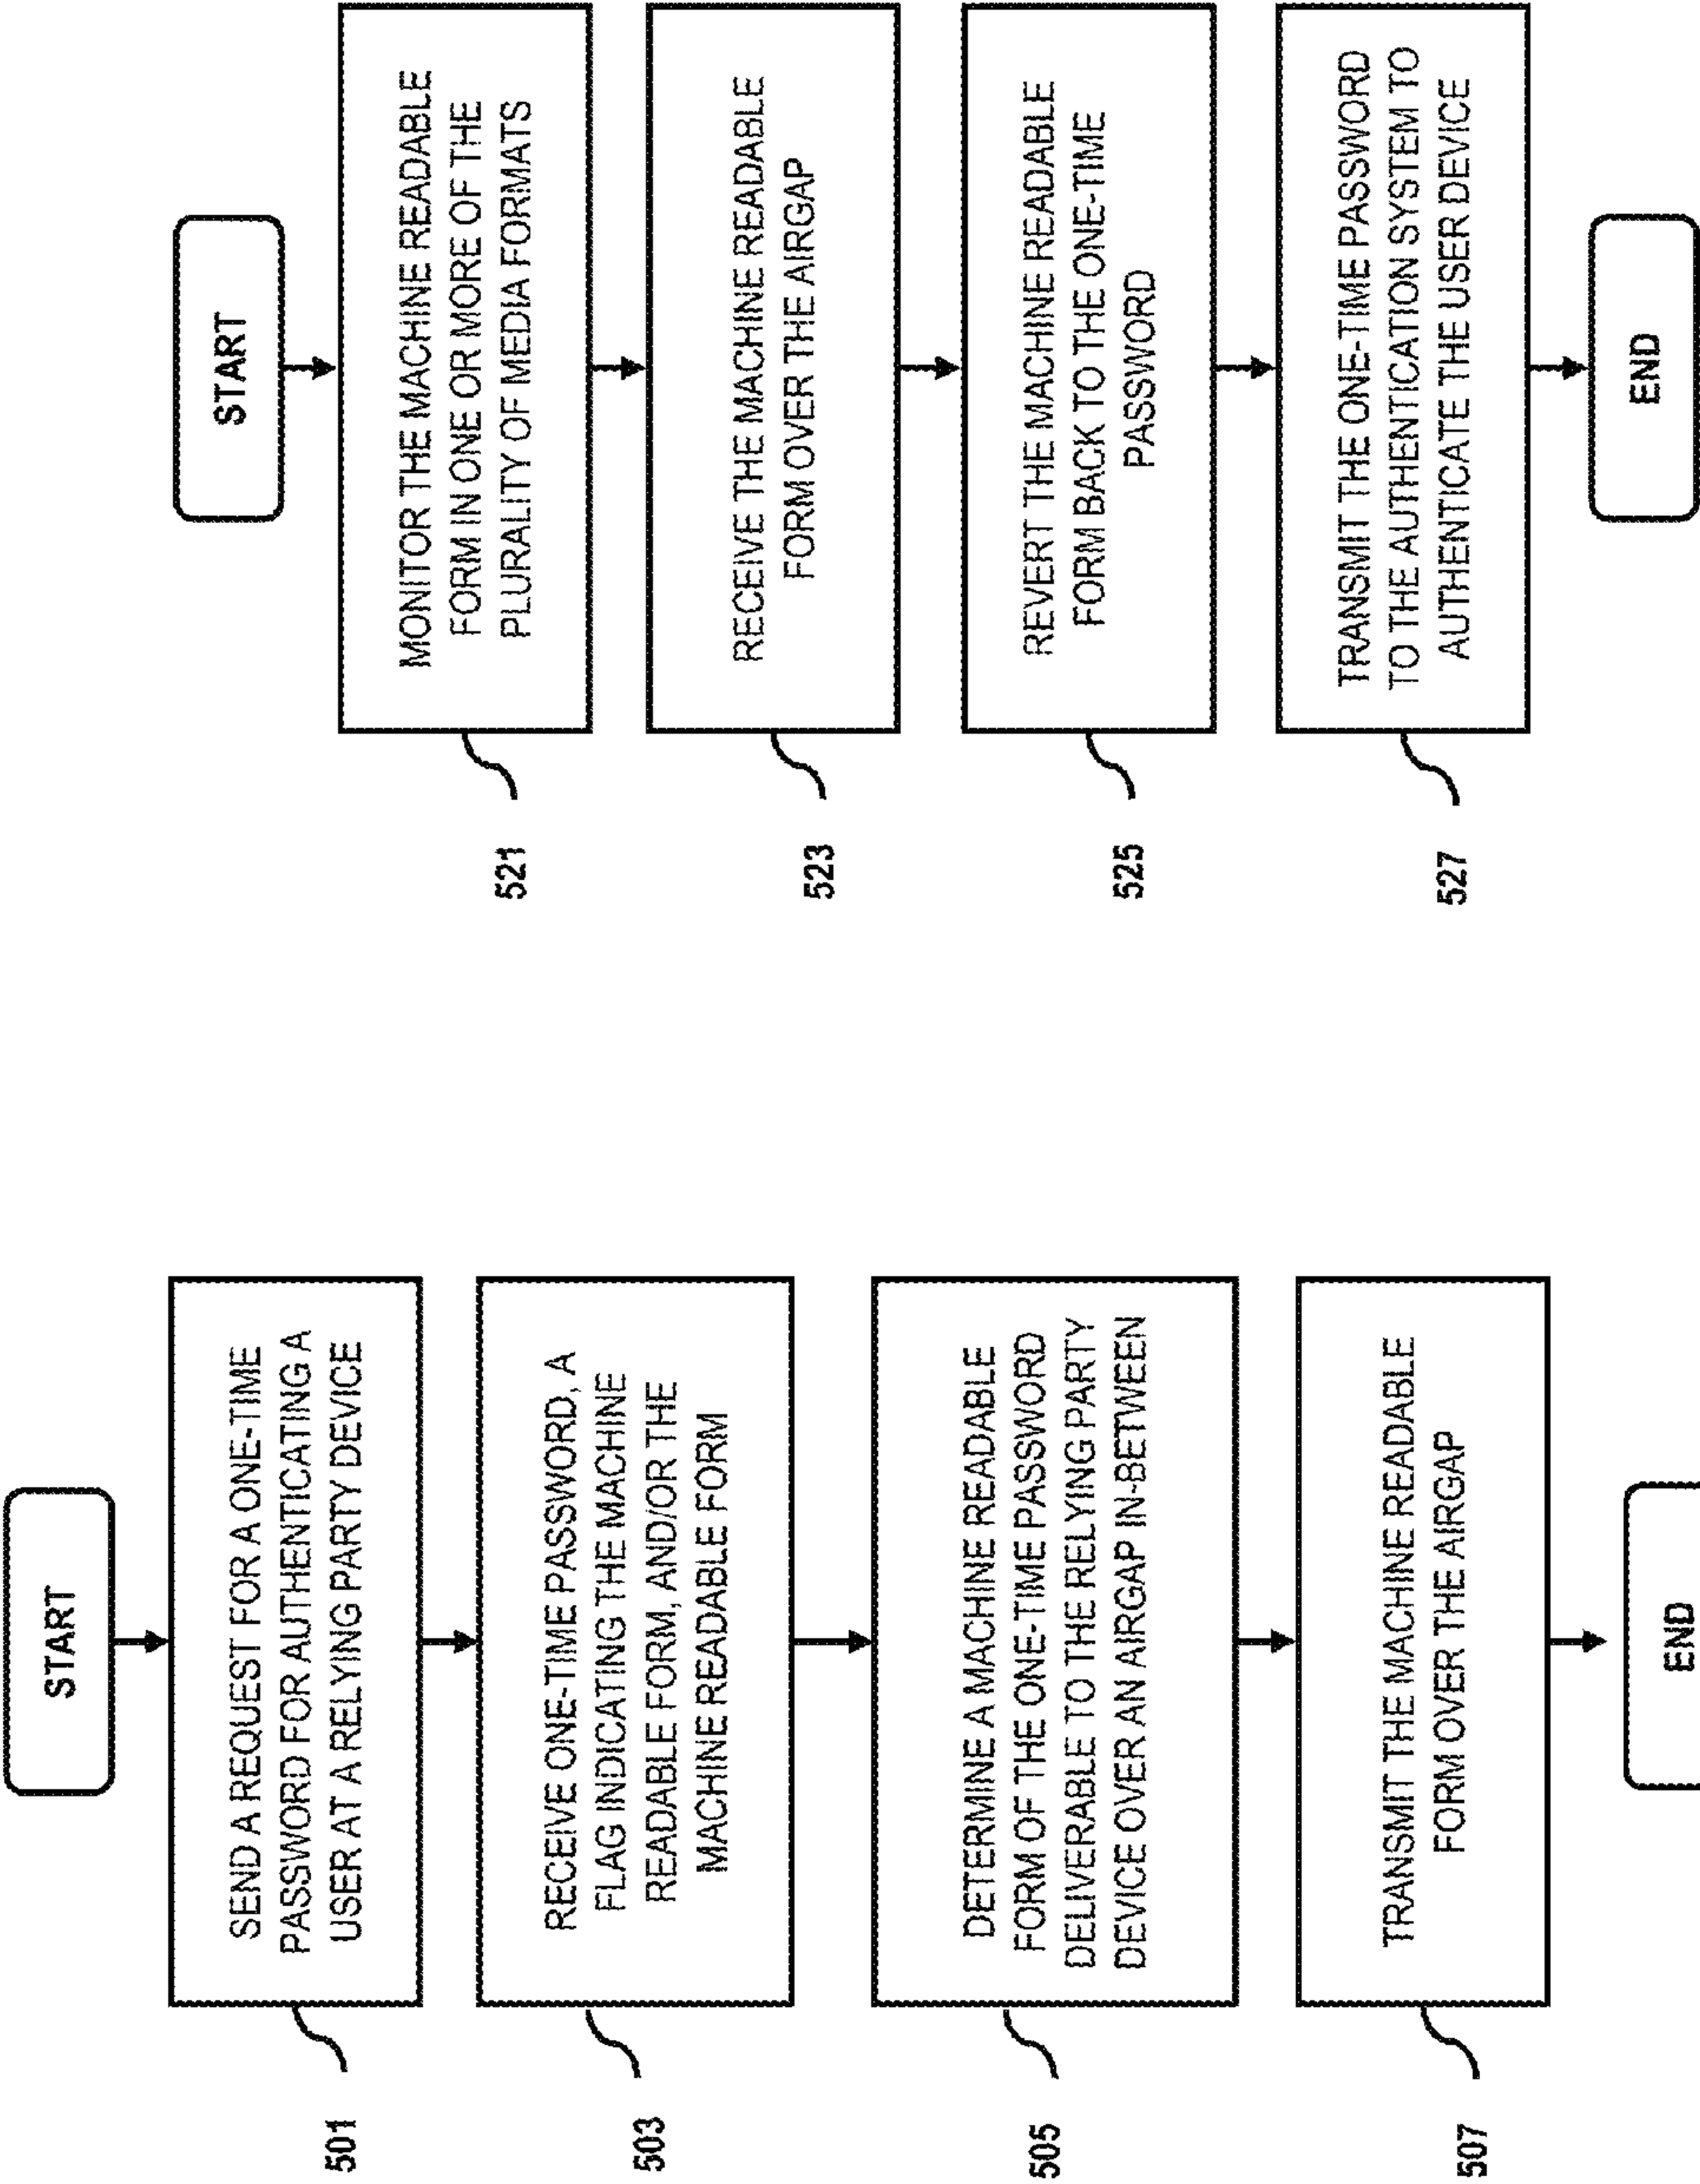 START
501
SEND A REQUEST FOR A ONE-TIME
PASSWORD FOR AUTHENTICATING A
USER AT A RELYING PARTY DEVICE
503
RECEIVE ONE-TIME PASSWORD, A
FLAG INDICATING THE MACHINE
READABLE FORM, AND/OR THE
MACHINE READABLE FORM
505
DETERMINE A MACHINE READABLE
FORM OF THE ONE-TIME PASSWORD
DELIVERABLE TO THE RELYING PARTY
DEVICE OVER AN AIRGAP IN-BETWEEN
507
TRANSMIT THE MACHINE READABLE
FORM OVER THE AIRGAP
END
START
521
MONITOR THE MACHINE READABLE
FORM IN ONE OR MORE OF THE
PLURALITY OF MEDIA FORMATS
523
RECEIVE THE MACHINE READABLE
FORM OVER THE AIRGAP
525
REVERT THE MACHINE READABLE
FORM BACK TO THE ONE-TIME
PASSWORD
527
TRANSMIT THE ONE-TIME PASSWORD
TO THE AUTHENTICATION SYSTEM TO
AUTHENTICATE THE USER DEVICE
END